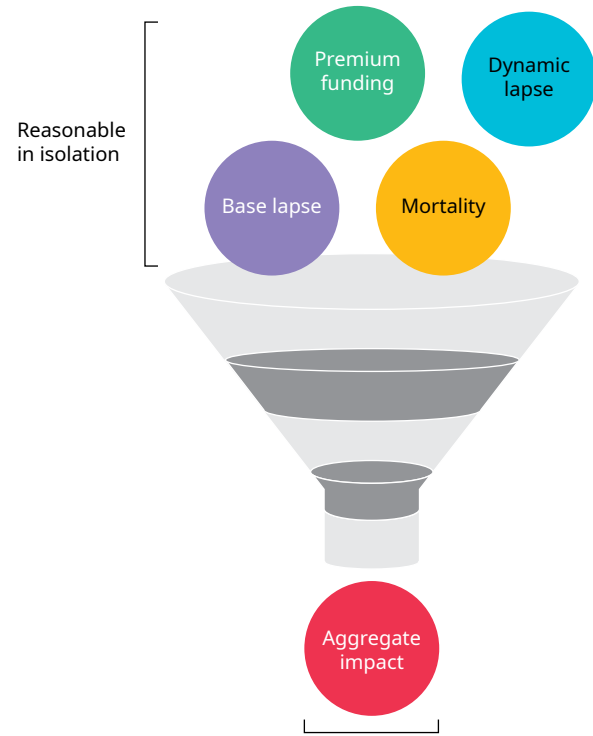 Premium
funding
Dynamic
lapse
Reasonable
in isolation
Base lapse
Mortality
Aggregate
impact